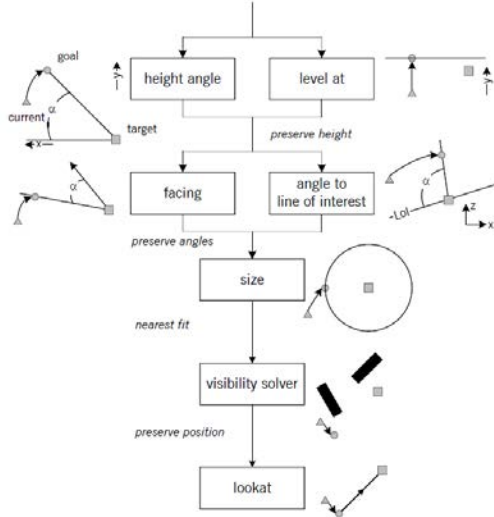 goal
height angle
level at
—y→
—y→
α
current
target
←x—
preserve height
facing
angle to
line of interest
α
α
-LoI
z
x
preserve angles
size
nearest fit
visibility solver
preserve position
lookat